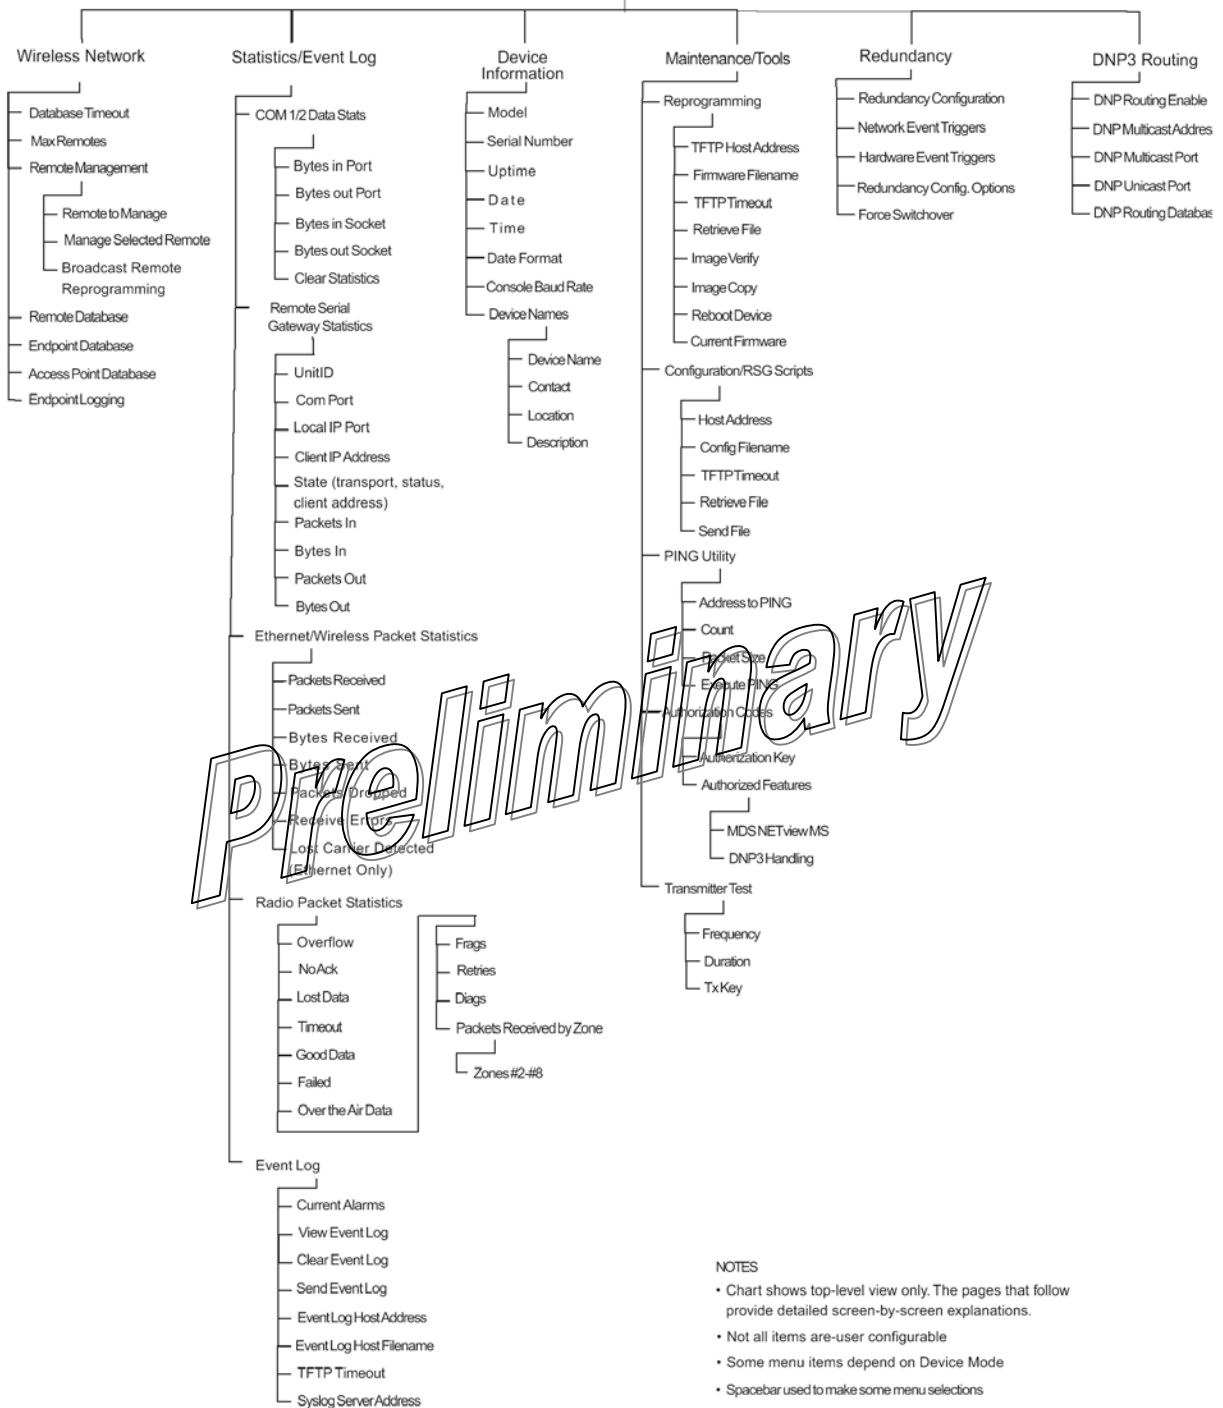 Wireless Network
Database Timeout
Max Remotes
Remote Management
Remote to Manage
Manage Selected Remote
Broadcast Remote
Reprogramming
Remote Database
Endpoint Database
Access Point Database
Endpoint Logging
Statistics/Event Log
COM 1/2 Data Stats
Bytes in Port
Bytes out Port
Bytes in Socket
Bytes out Socket
Clear Statistics
Remote Serial
Gateway Statistics
Unit ID
Com Port
Local IP Port
Client IP Address
State (transport, status,
client address)
Packets In
Bytes In
Packets Out
Bytes Out
Ethernet/Wireless Packet Statistics
Packets Received
Packets Sent
Bytes Received
Bytes Sent
Packets Dropped
Receive Errors
Lost Carrier Detected
(Ethernet Only)
Radio Packet Statistics
Overflow
No Ack
Lost Data
Timeout
Good Data
Failed
Over the Air Data
Frags
Retries
Diags
Packets Received by Zone
Zones #2-#8
Event Log
Current Alarms
View Event Log
Clear Event Log
Send Event Log
Event Log Host Address
Event Log Host Filename
TFTP Timeout
Syslog Server Address
Device
Information
Model
Serial Number
Uptime
Date
Time
Date Format
Console Baud Rate
Device Names
Device Name
Contact
Location
Description
Maintenance/Tools
Reprogramming
TFTP Host Address
Firmware Filename
TFTP Timeout
Retrieve File
Image Verify
Image Copy
Reboot Device
Current Firmware
Configuration/RSG Scripts
Host Address
Config Filename
TFTP Timeout
Retrieve File
Send File
PING Utility
Address to PING
Count
Packet Size
Execute PING
Authorization Codes
Authorization Key
Authorized Features
MDS NETview MS
DNP3 Handling
Transmitter Test
Frequency
Duration
Tx Key
Redundancy
Redundancy Configuration
Network Event Triggers
Hardware Event Triggers
Redundancy Config. Options
Force Switchover
DNP3 Routing
DNP Routing Enable
DNP Multicast Addres
DNP Multicast Port
DNP Unicast Port
DNP Routing Databas
Preliminary
NOTES
• Chart shows top-level view only. The pages that follow
provide detailed screen-by-screen explanations.
• Not all items are-user configurable
• Some menu items depend on Device Mode
• Spacebar used to make some menu selections